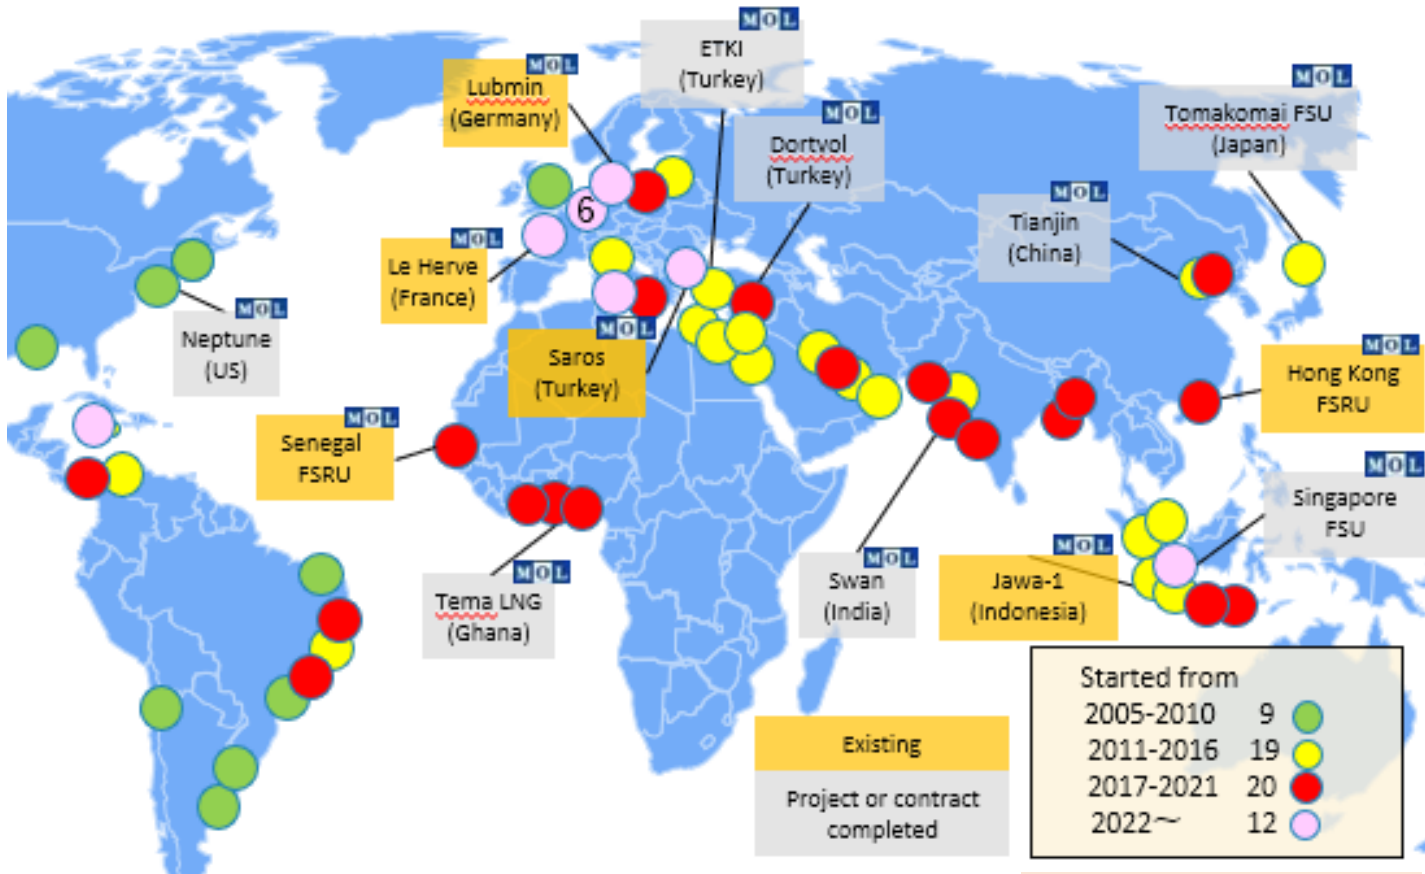 MOL
ETKI
(Turkey)
MOL
Lubmin
(Germany)
MOL
Dortvol
(Turkey)
MOL
Tomakomai FSU
(Japan)
MOL
Tianjin
(China)
6
MOL
Le Herve
(France)
MOL
Neptune
(US)
MOL
Saros
(Turkey)
MOL
Hong Kong
FSRU
MOL
Senegal
FSRU
MOL
Singapore
FSU
MOL
Tema LNG
(Ghana)
MOL
Swan
(India)
MOL
Jawa-1
(Indonesia)
Existing
Project or contract
completed
Started from
2005-2010 9
2011-2016 19
2017-2021 20
2022～ 12